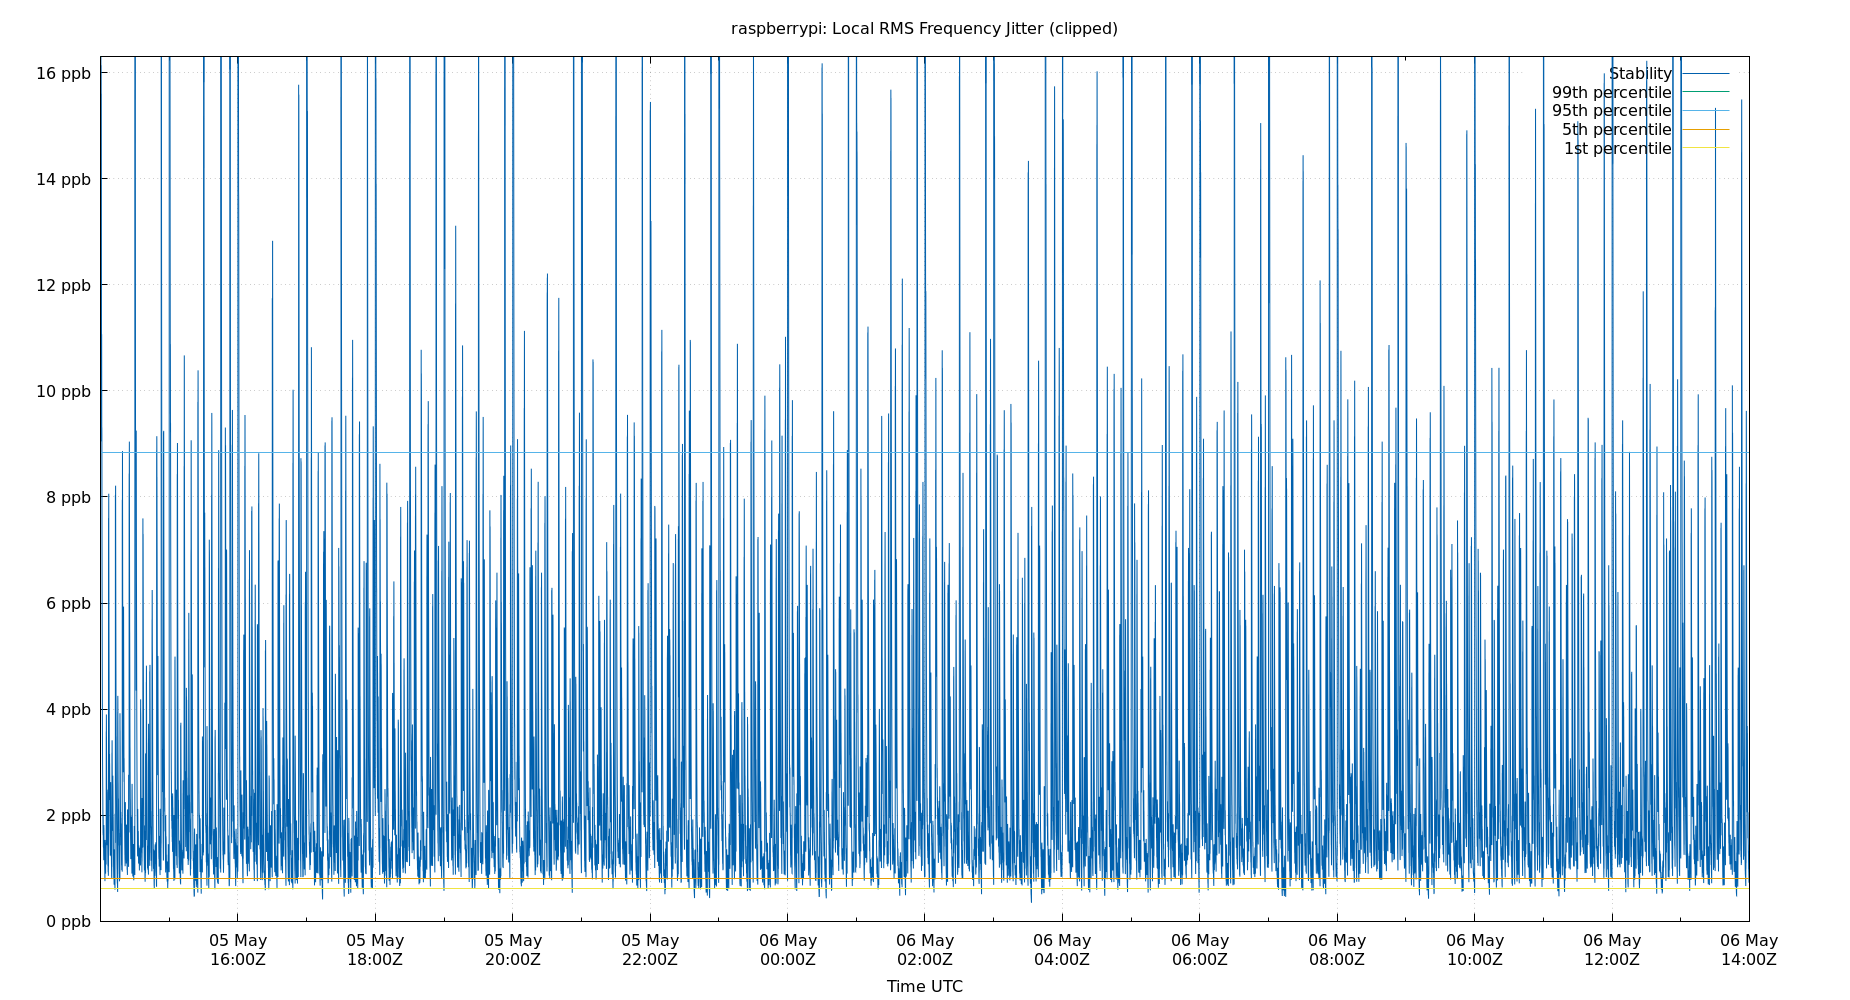 raspberrypi: Local RMS Frequency Jitter (clipped)
16 ppb
14 ppb
12 ppb
10 ppb
8 ppb
6 ppb
4 ppb
2 ppb
0 ppb
Stability
99th percentile
95th percentile
5th percentile
1st percentile
05 May 05 May 05 May 05 May 06 May 06 May 06 May 06 May 06 May 06 May 06 May 06 May
16:00Z 18:00Z 20:00Z 22:00Z 00:00Z 02:00Z 04:00Z 06:00Z 08:00Z 10:00Z 12:00Z 14:00Z
Time UTC